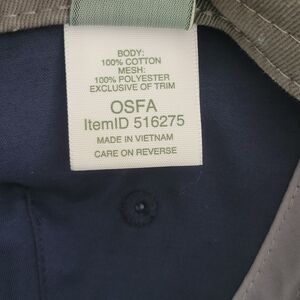 BODY:
100% COTTON
MESH:
100% POLYESTER
EXCLUSIVE OF TRIM
OSFA
ItemID 516275
MADE IN VIETNAM
CARE ON REVERSE